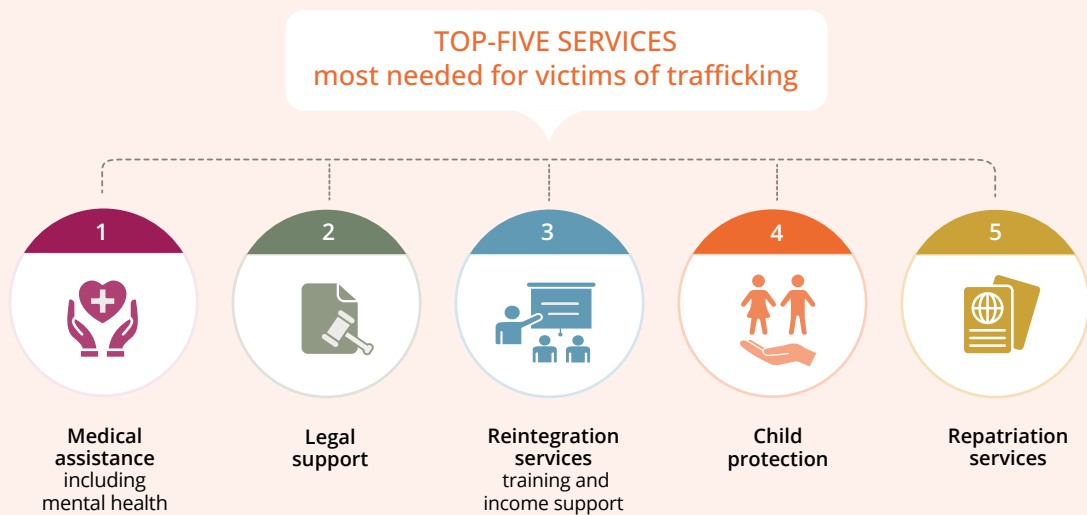 TOP-FIVE SERVICES
most needed for victims of trafficking
1
Medical
assistance
including
mental health
2
Legal
support
3
Reintegration
services
training and
income support
4
Child
protection
5
Repatriation
services